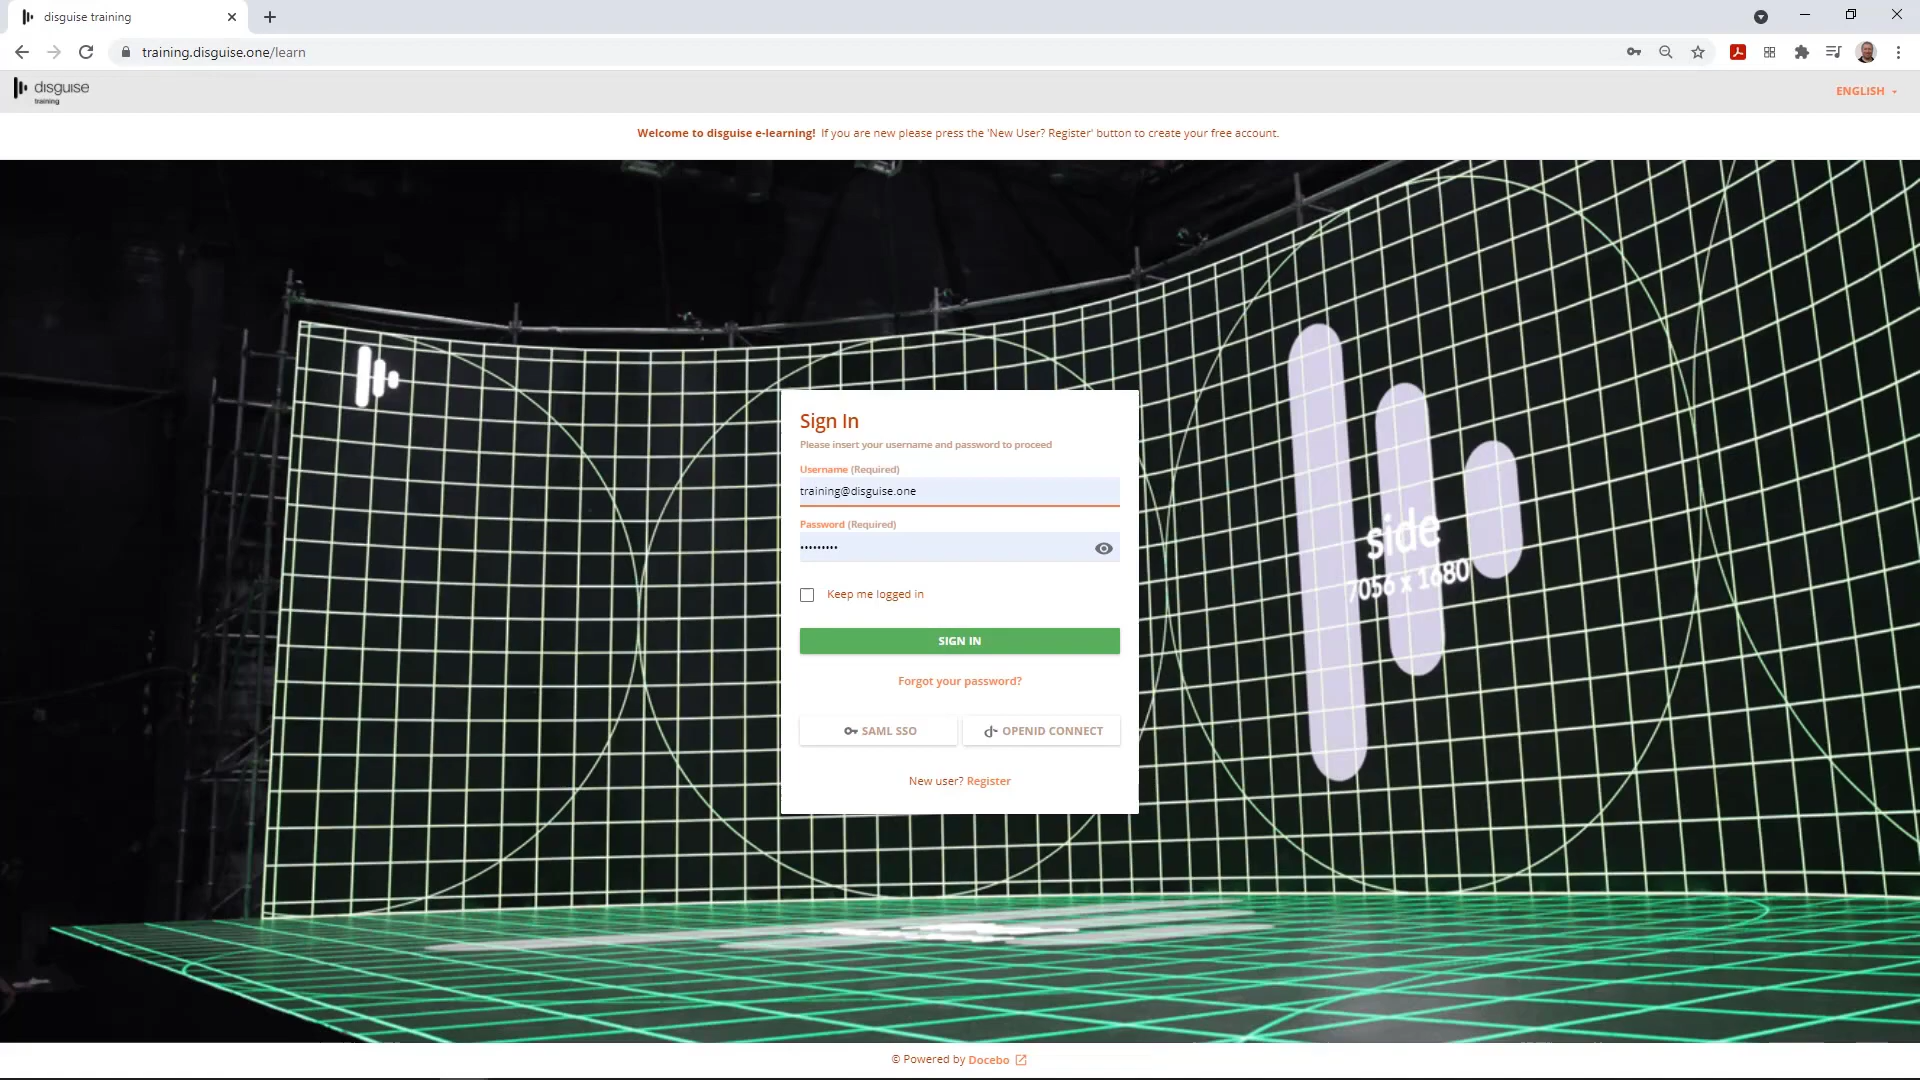 disguise training
training.disguise.one/learn
disguise
training
ENGLISH
Welcome to disguise e-learning! If you are new please press the 'New User? Register' button to create your free account.
Sign In
Please insert your username and password to proceed
Username (Required)
training@disguise.one
Password (Required)
•••••••••
Keep me logged in
SIGN IN
Forgot your password?
SAML SSO
OPENID CONNECT
New user? Register
side
7056 x 1680
© Powered by Docebo